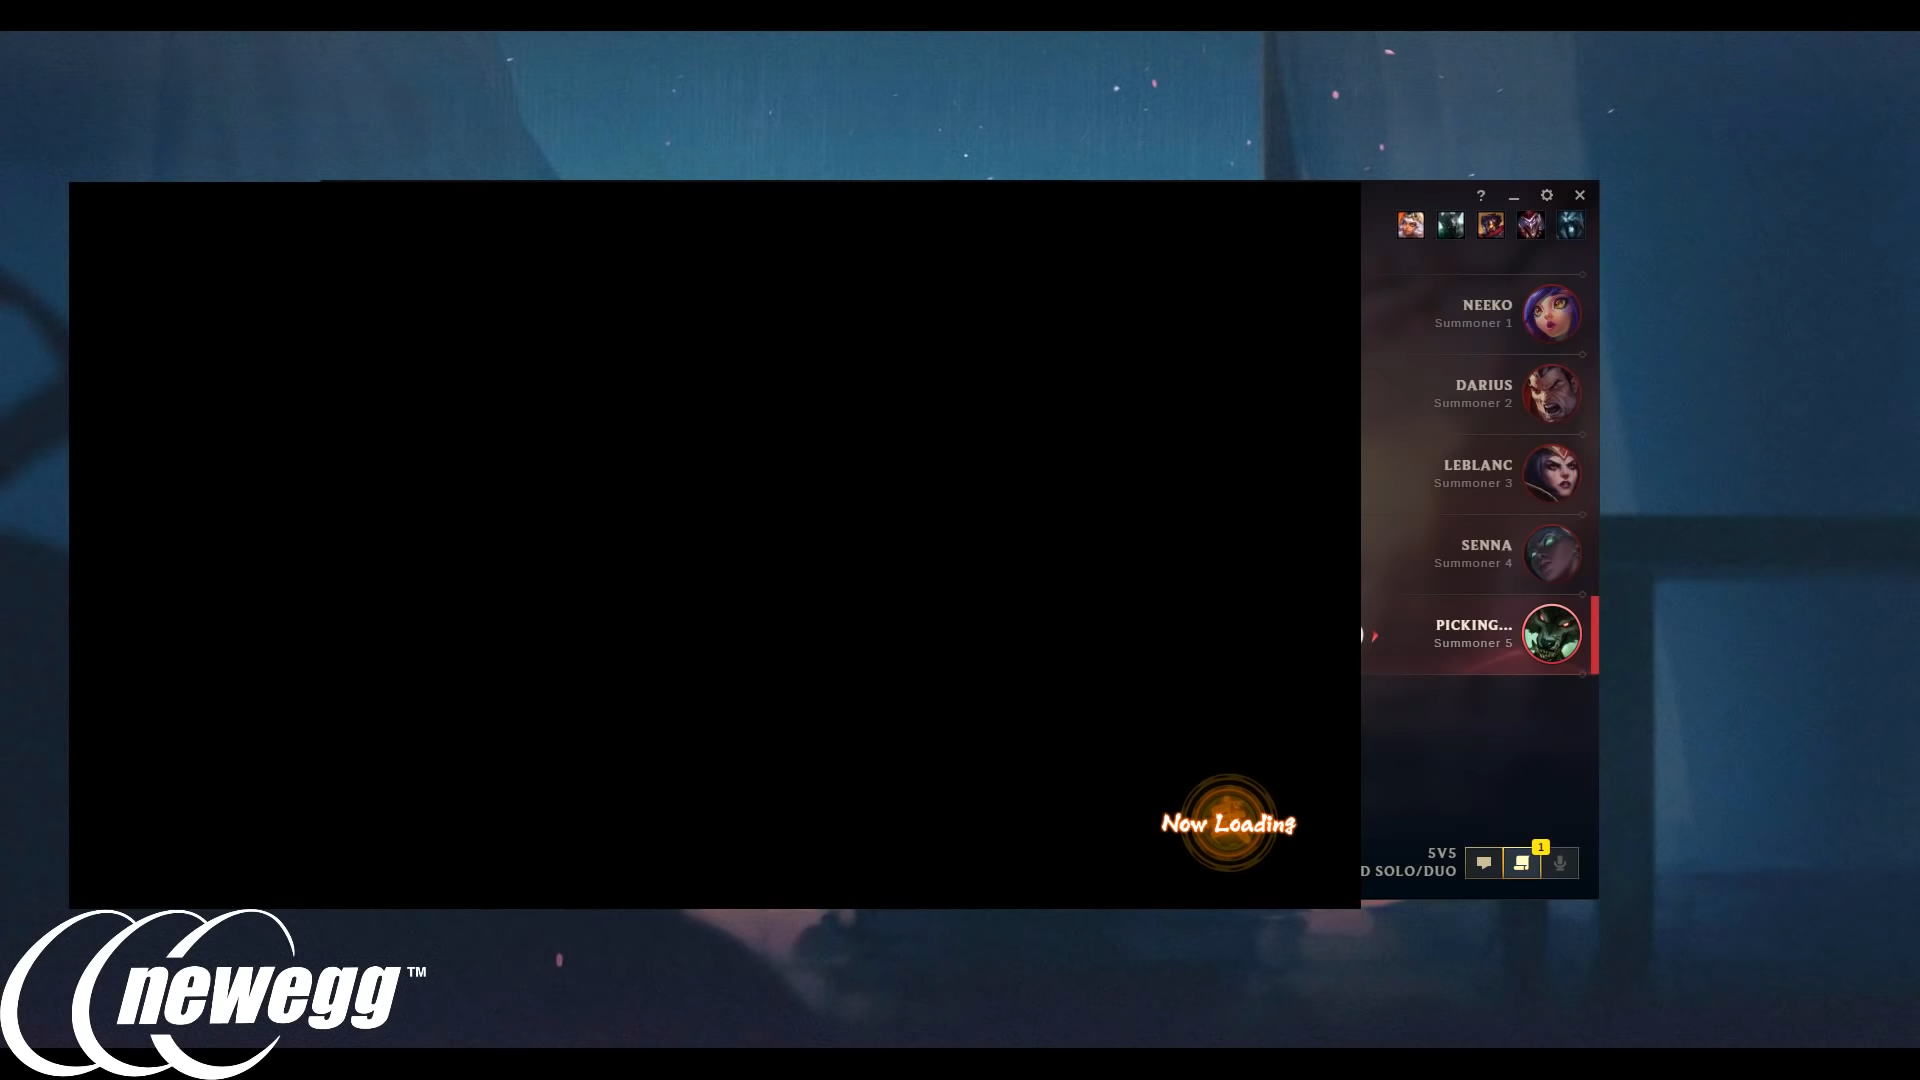 ?
NEEKO
Summoner 1
DARIUS
Summoner 2
LEBLANC
Summoner 3
SENNA
Summoner 4
PICKING...
Summoner 5
Now Loading
5V5
D SOLO/DUO
1
newegg™